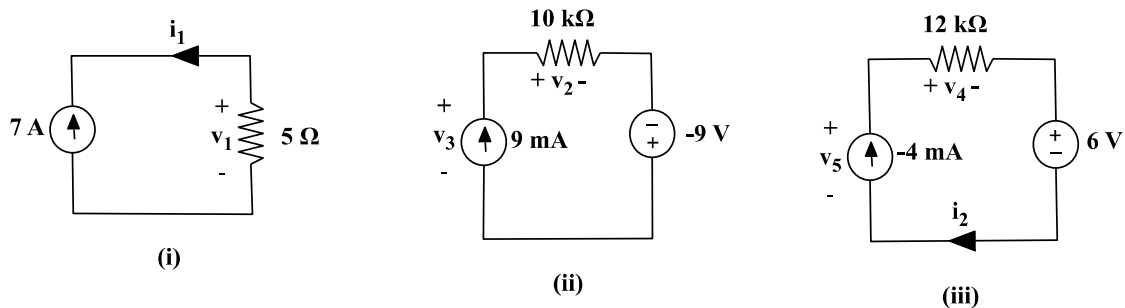 i1
7 A
+
v1
-
5 Ω
(i)
10 kΩ
+ v2 -
+
v3
-
9 mA
-
+
-9 V
(ii)
12 kΩ
+ v4 -
+
v5
-
-4 mA
+
-
6 V
i2
(iii)